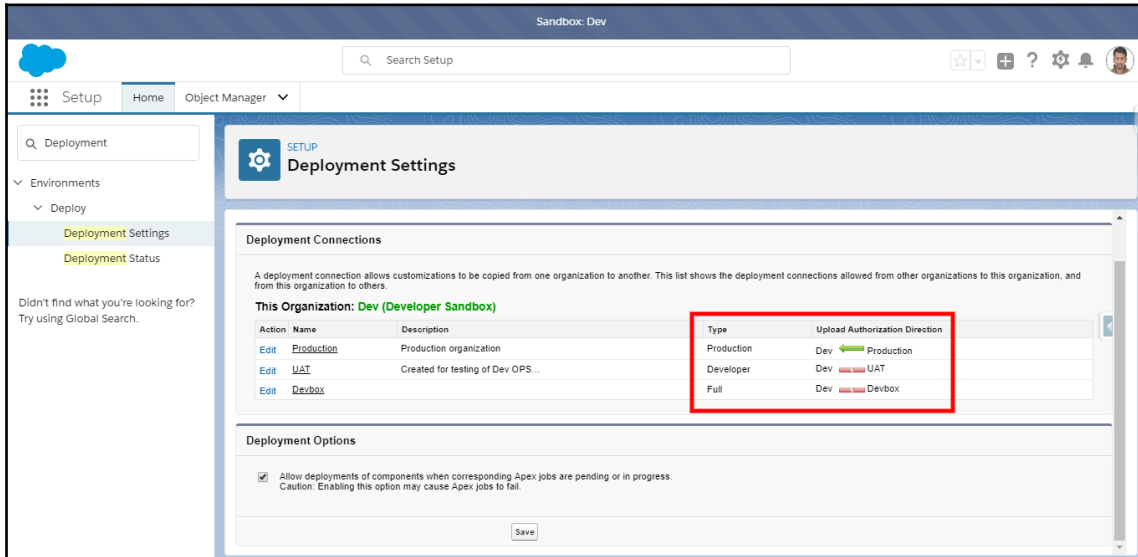 Sandbox: Dev
Search Setup
Setup
Home
Object Manager
Deployment
Environments
Deploy
Deployment Settings
Deployment Status
Didn't find what you're looking for?
Try using Global Search.
SETUP
Deployment Settings
Deployment Connections
A deployment connection allows customizations to be copied from one organization to another. This list shows the deployment connections allowed from other organizations to this organization, and
from this organization to others.
This Organization: Dev (Developer Sandbox)
Action Name Description Type Upload Authorization Direction
Edit Production Production organization Production Dev Production
Edit UAT Created for testing of Dev OPS... Developer Dev UAT
Edit Devbox Full Dev Devbox
Deployment Options
Allow deployments of components when corresponding Apex jobs are pending or in progress.
Caution: Enabling this option may cause Apex jobs to fail.
Save